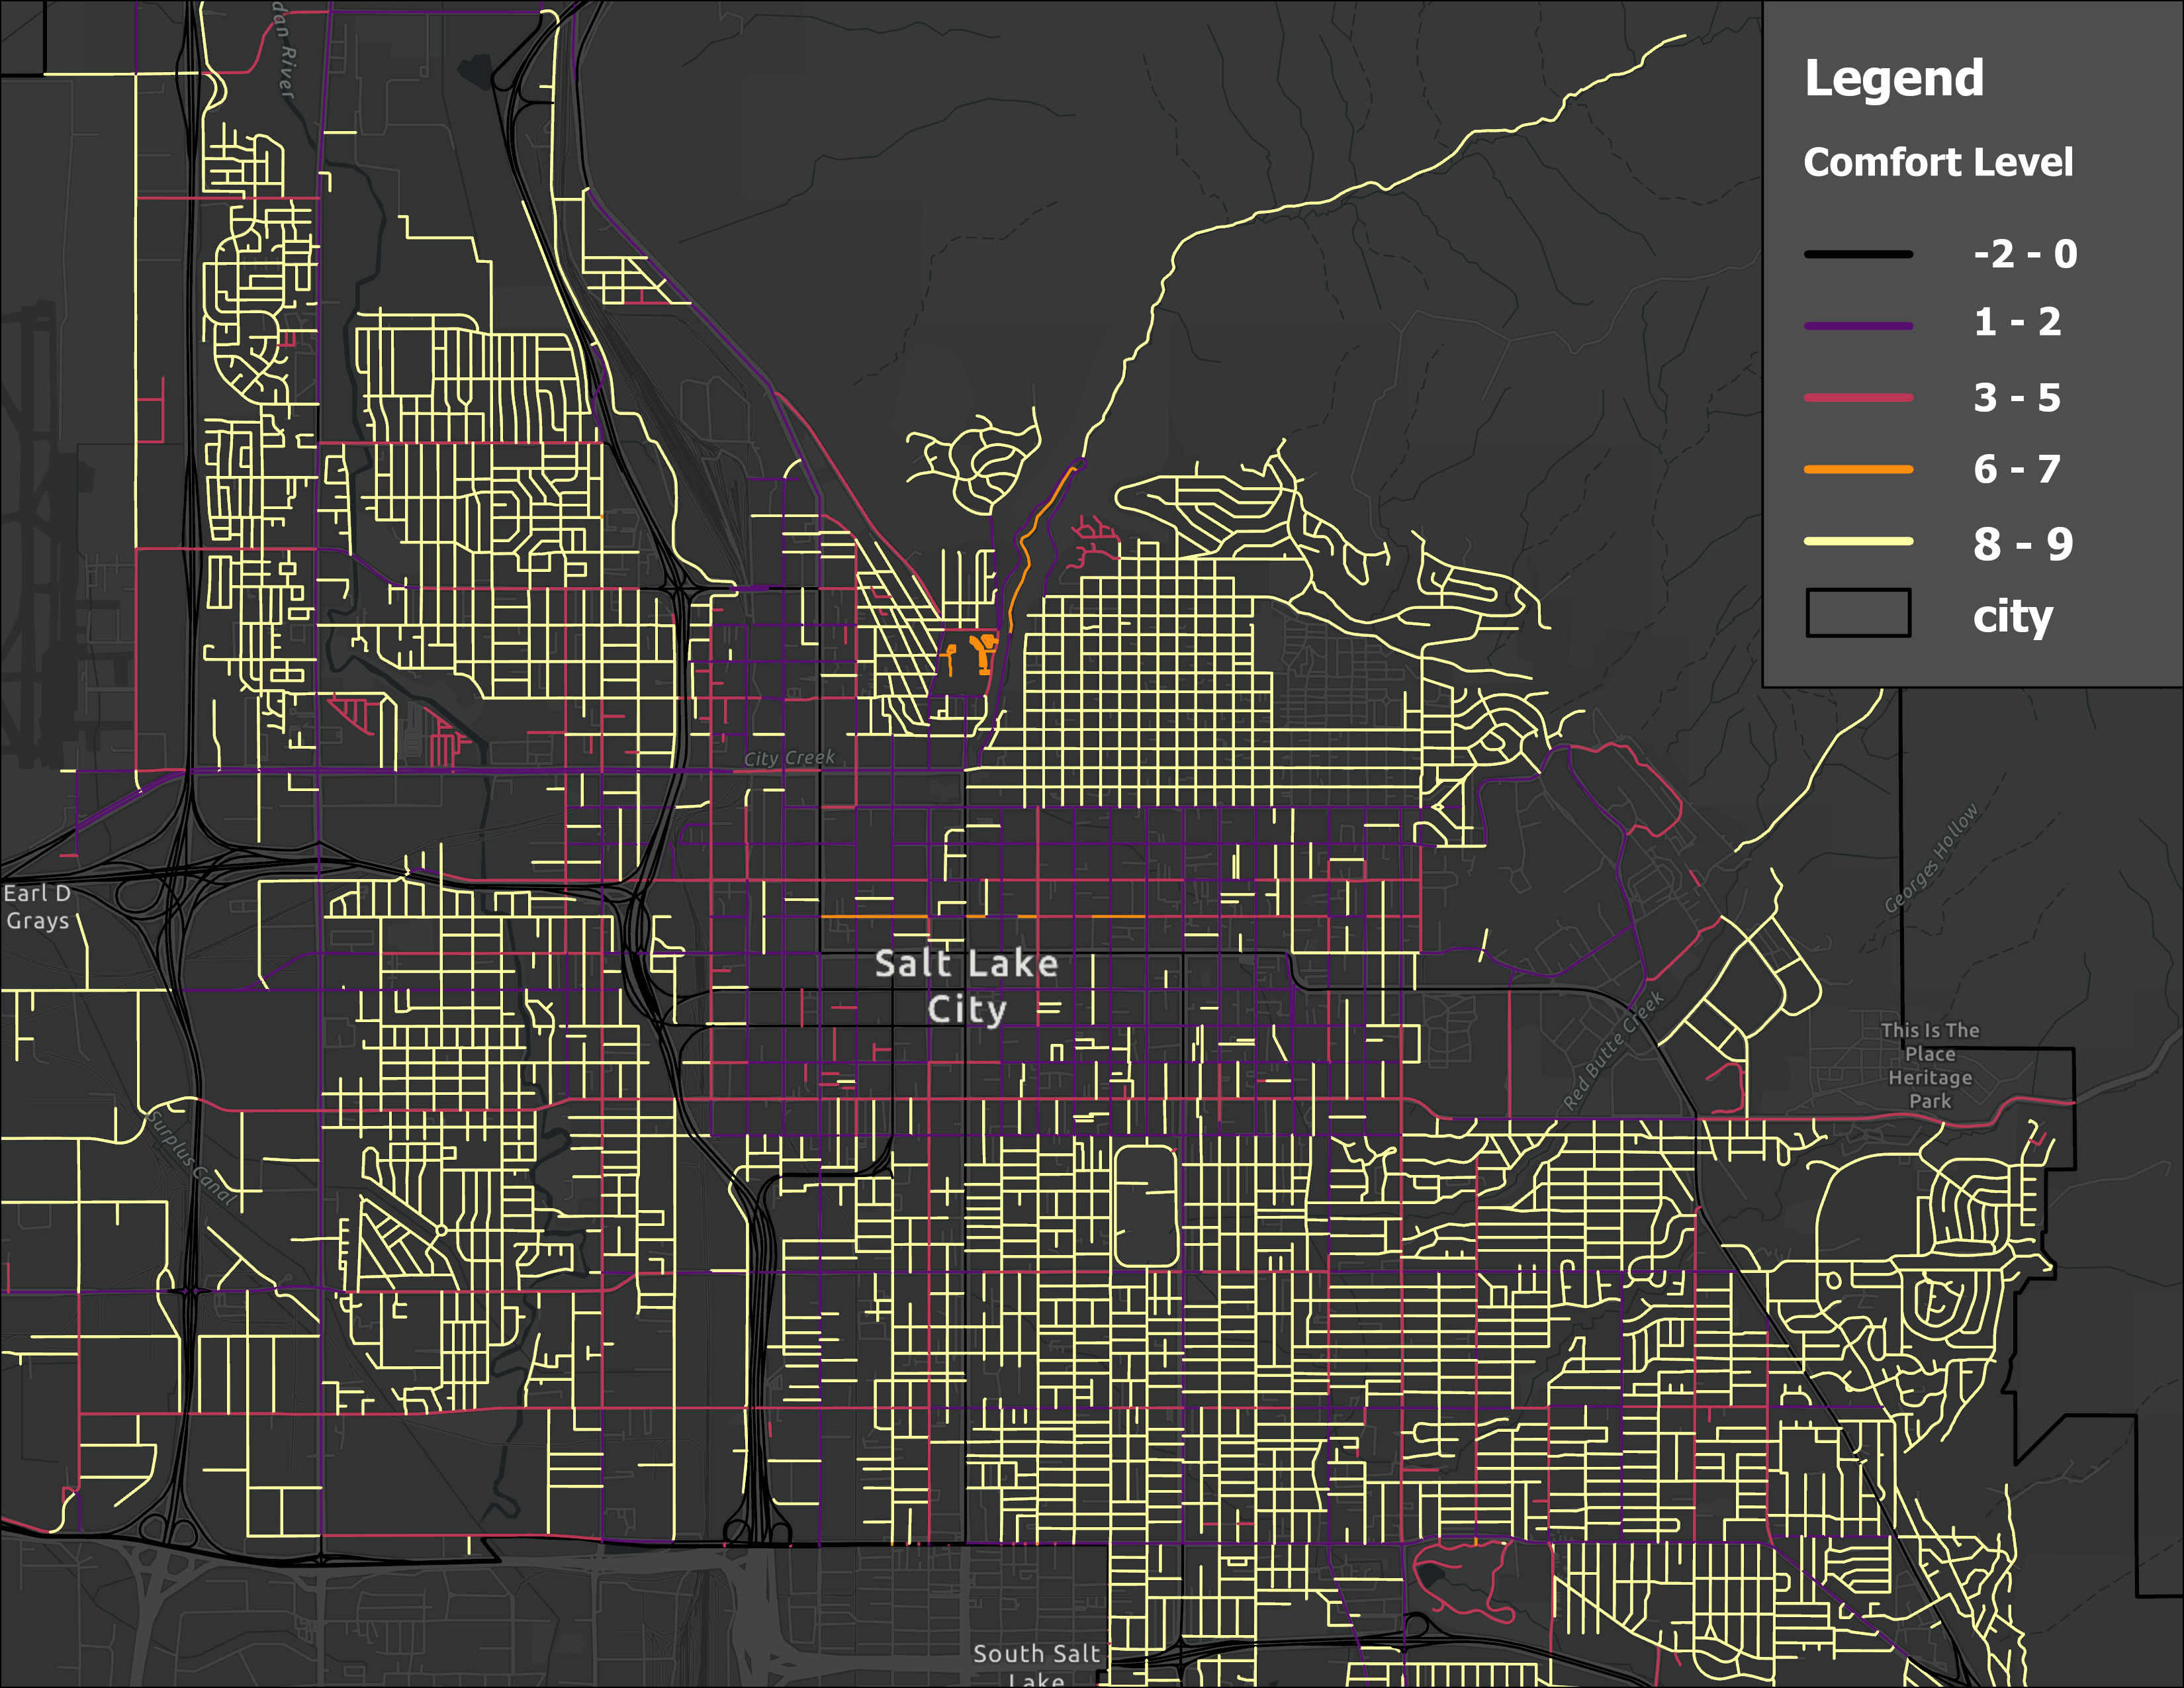 Legend
Comfort Level
-2 - 0
1 - 2
3 - 5
6 - 7
8 - 9
city
dan River
City Creek
Earl D
Grays
Salt Lake
City
Georges Hollow
Red Butte Creek
This Is The
Place
Heritage
Park
Surplus Canal
South Salt
Lake